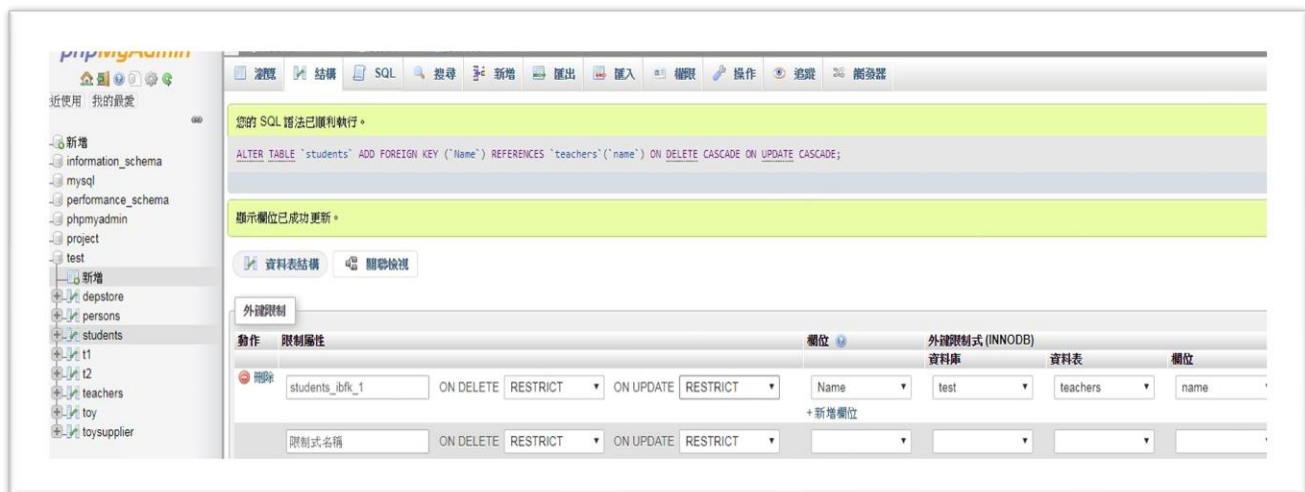 phpMyAdmin
近使用 我的最愛
新增
information_schema
mysql
performance_schema
phpmyadmin
project
test
新增
depstore
persons
students
t1
t2
teachers
toy
toysupplier
瀏覽 結構 SQL 搜尋 新增 匯出 匯入 權限 操作 追蹤 觸發器
您的 SQL 語法已順利執行。
ALTER TABLE `students` ADD FOREIGN KEY (`Name`) REFERENCES `teachers`(`name`) ON DELETE CASCADE ON UPDATE CASCADE;
顯示欄位已成功更新。
資料表結構 關聯檢視
外鍵限制
動作 限制屬性 欄位 外鍵限制式 (INNODB)
資料庫 資料表 欄位
刪除 students_ibfk_1 ON DELETE RESTRICT ON UPDATE RESTRICT Name test teachers name
+新增欄位
限制式名稱 ON DELETE RESTRICT ON UPDATE RESTRICT